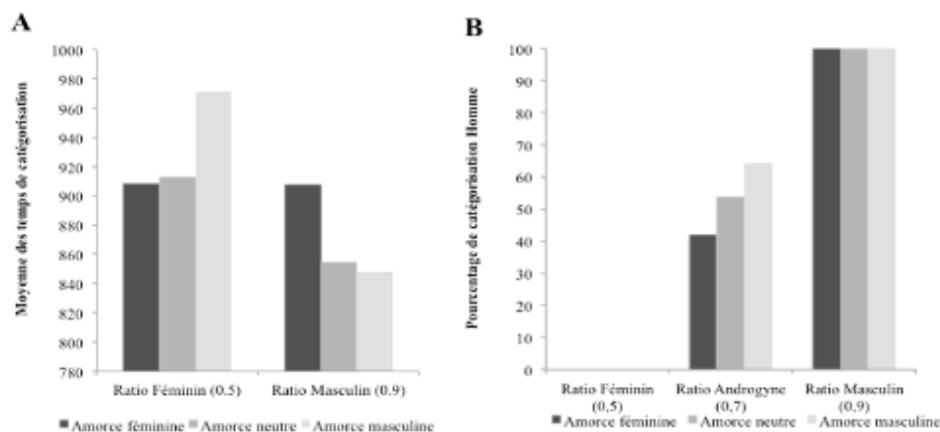 A
Moyenne des temps de catégorisation
1000
980
960
940
920
900
880
860
840
820
800
780
Ratio Féminin (0.5) Ratio Masculin (0.9)
Amorce féminine Amorce neutre Amorce masculine
B
Pourcentage de catégorisation Homme
100
90
80
70
60
50
40
30
20
10
0
Ratio Féminin Ratio Androgyne Ratio Masculin
(0,5) (0,7) (0,9)
Amorce féminine Amorce neutre Amorce masculine